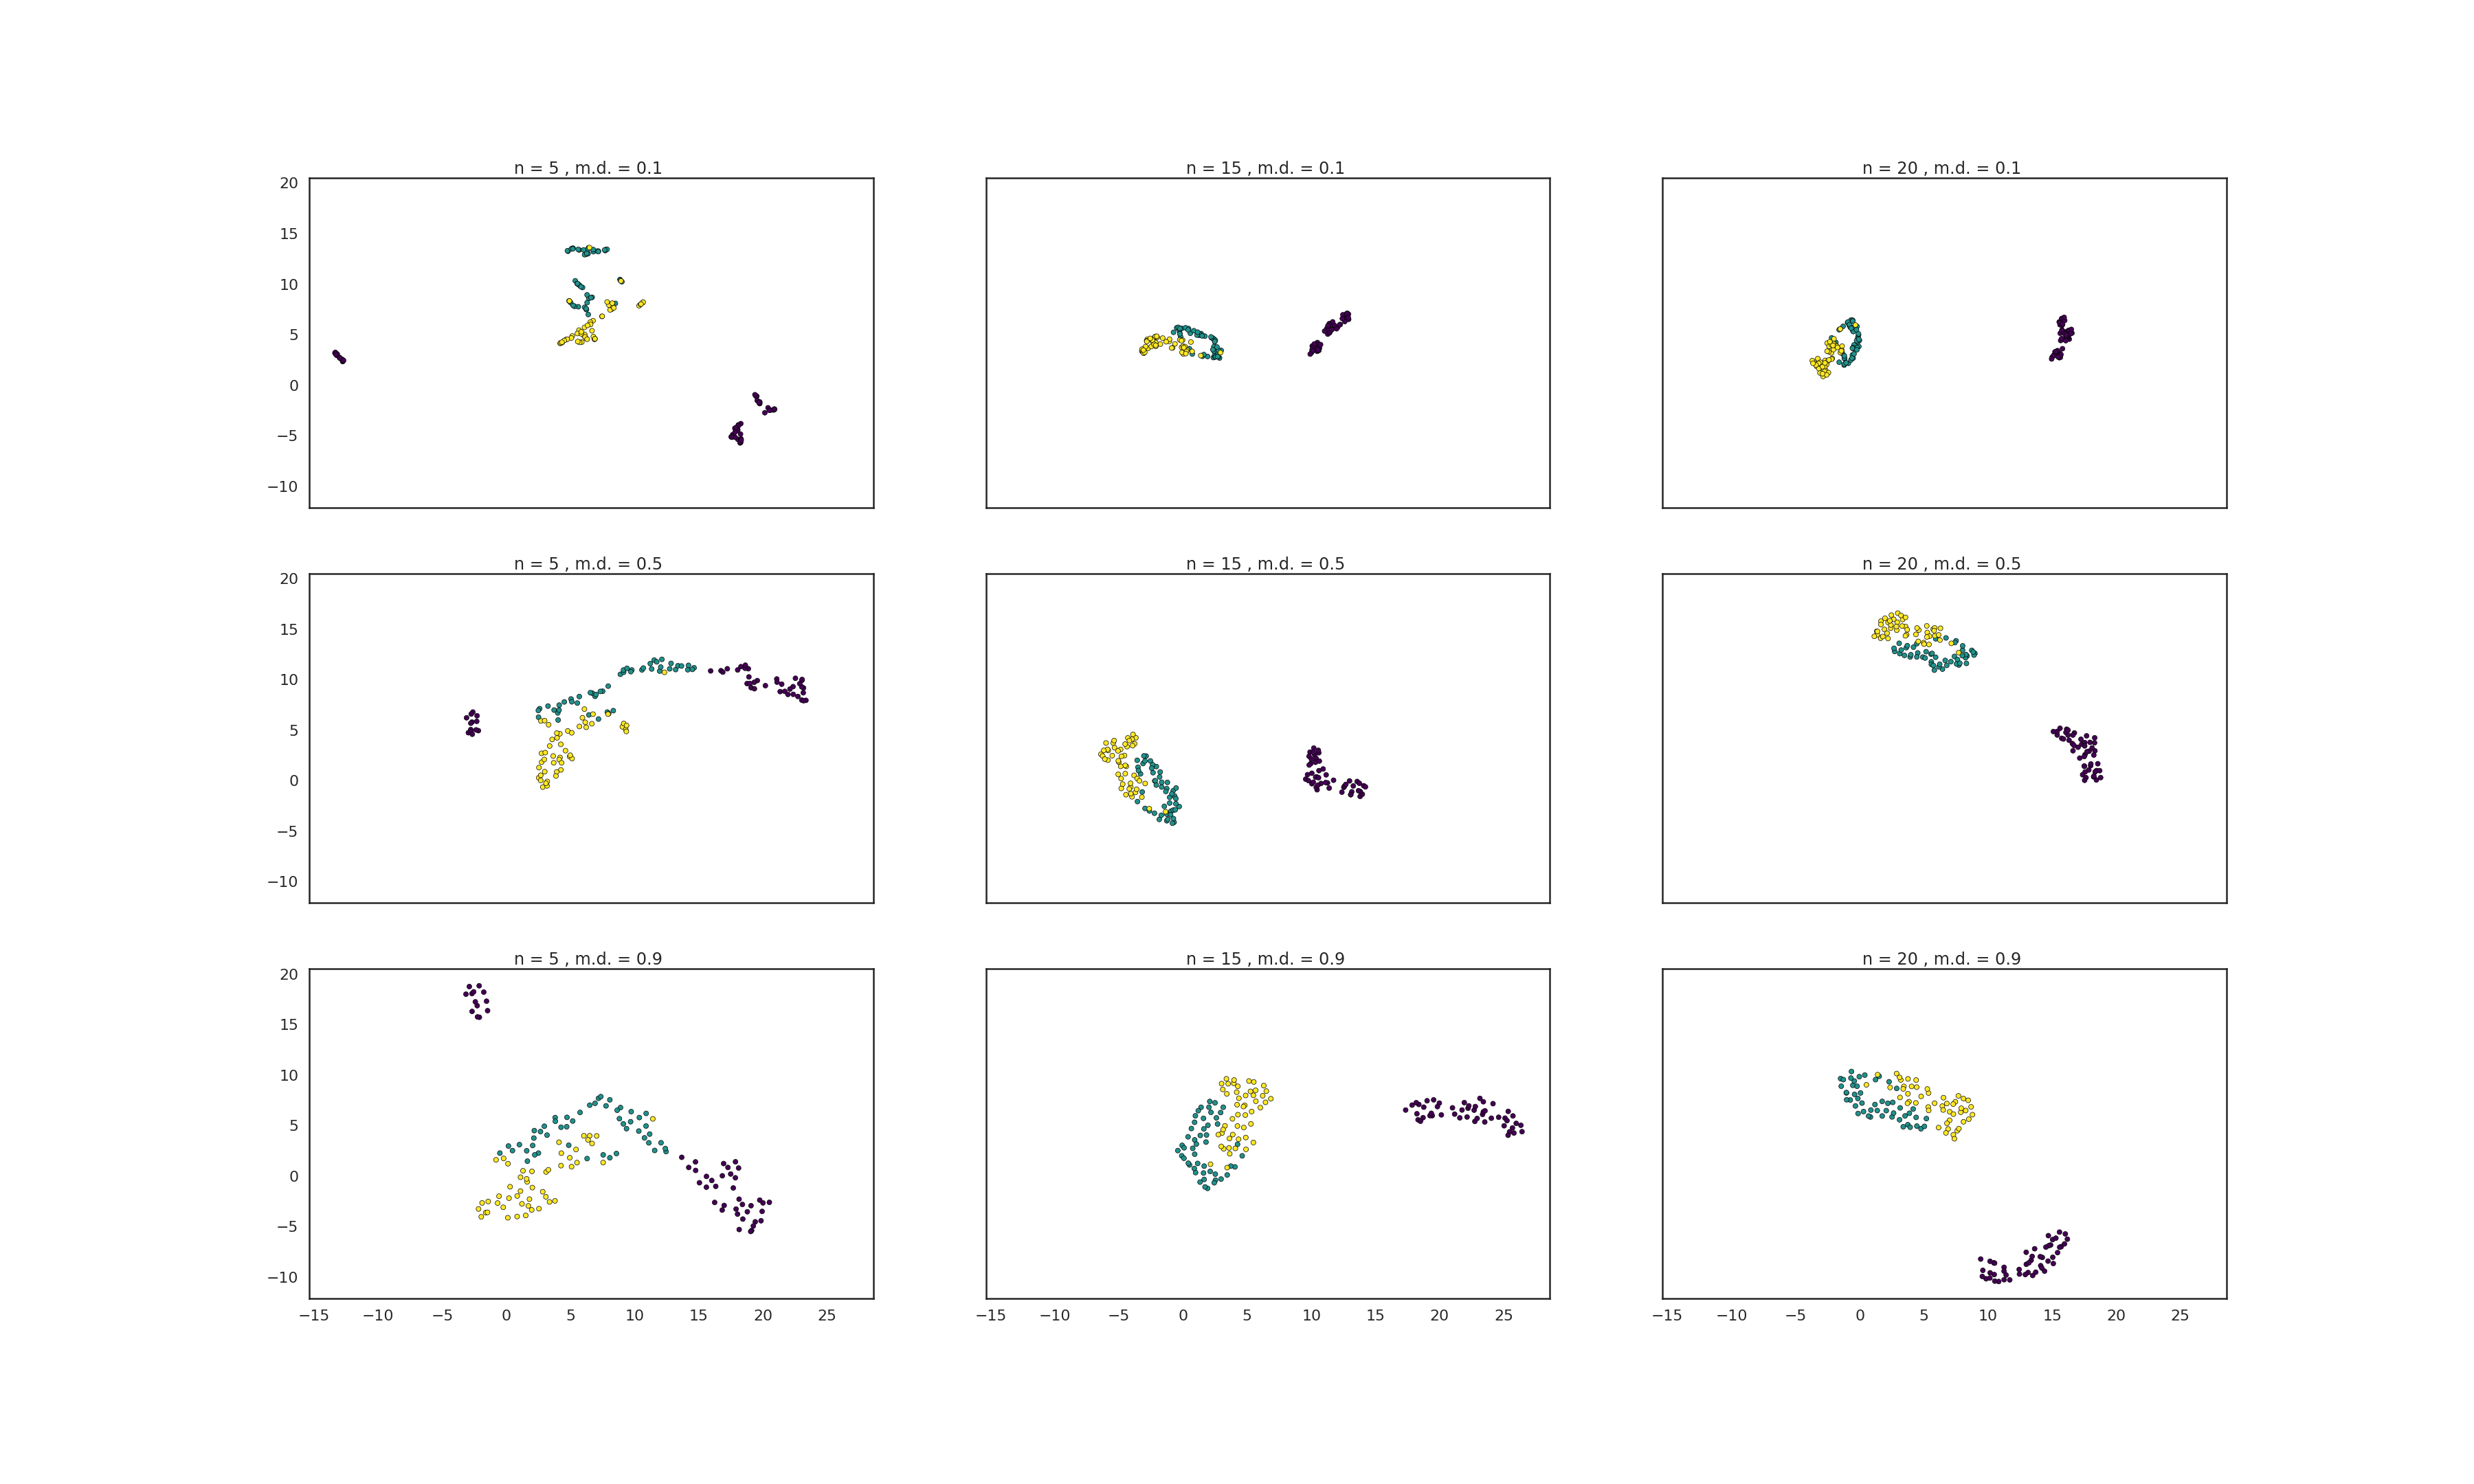 n = 5 , m.d. = 0.1
n = 15 , m.d. = 0.1
n = 20 , m.d. = 0.1
20
15
10
5
0
−5
−10
n = 5 , m.d. = 0.5
n = 15 , m.d. = 0.5
n = 20 , m.d. = 0.5
20
15
10
5
0
−5
−10
n = 5 , m.d. = 0.9
n = 15 , m.d. = 0.9
n = 20 , m.d. = 0.9
20
15
10
5
0
−5
−10
−15 −10 −5 0 5 10 15 20 25
−15 −10 −5 0 5 10 15 20 25
−15 −10 −5 0 5 10 15 20 25